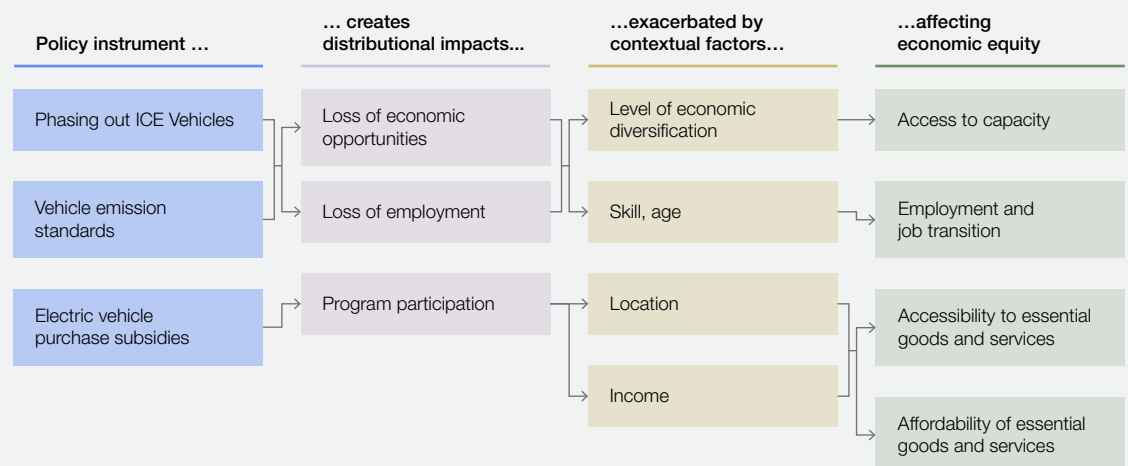 Policy instrument …
… creates
distributional impacts...
…exacerbated by
contextual factors…
…affecting
economic equity
Phasing out ICE Vehicles
Loss of economic
opportunities
Level of economic
diversification
Access to capacity
Vehicle emission
standards
Loss of employment
Skill, age
Employment and
job transition
Electric vehicle
purchase subsidies
Program participation
Location
Accessibility to essential
goods and services
Income
Affordability of essential
goods and services